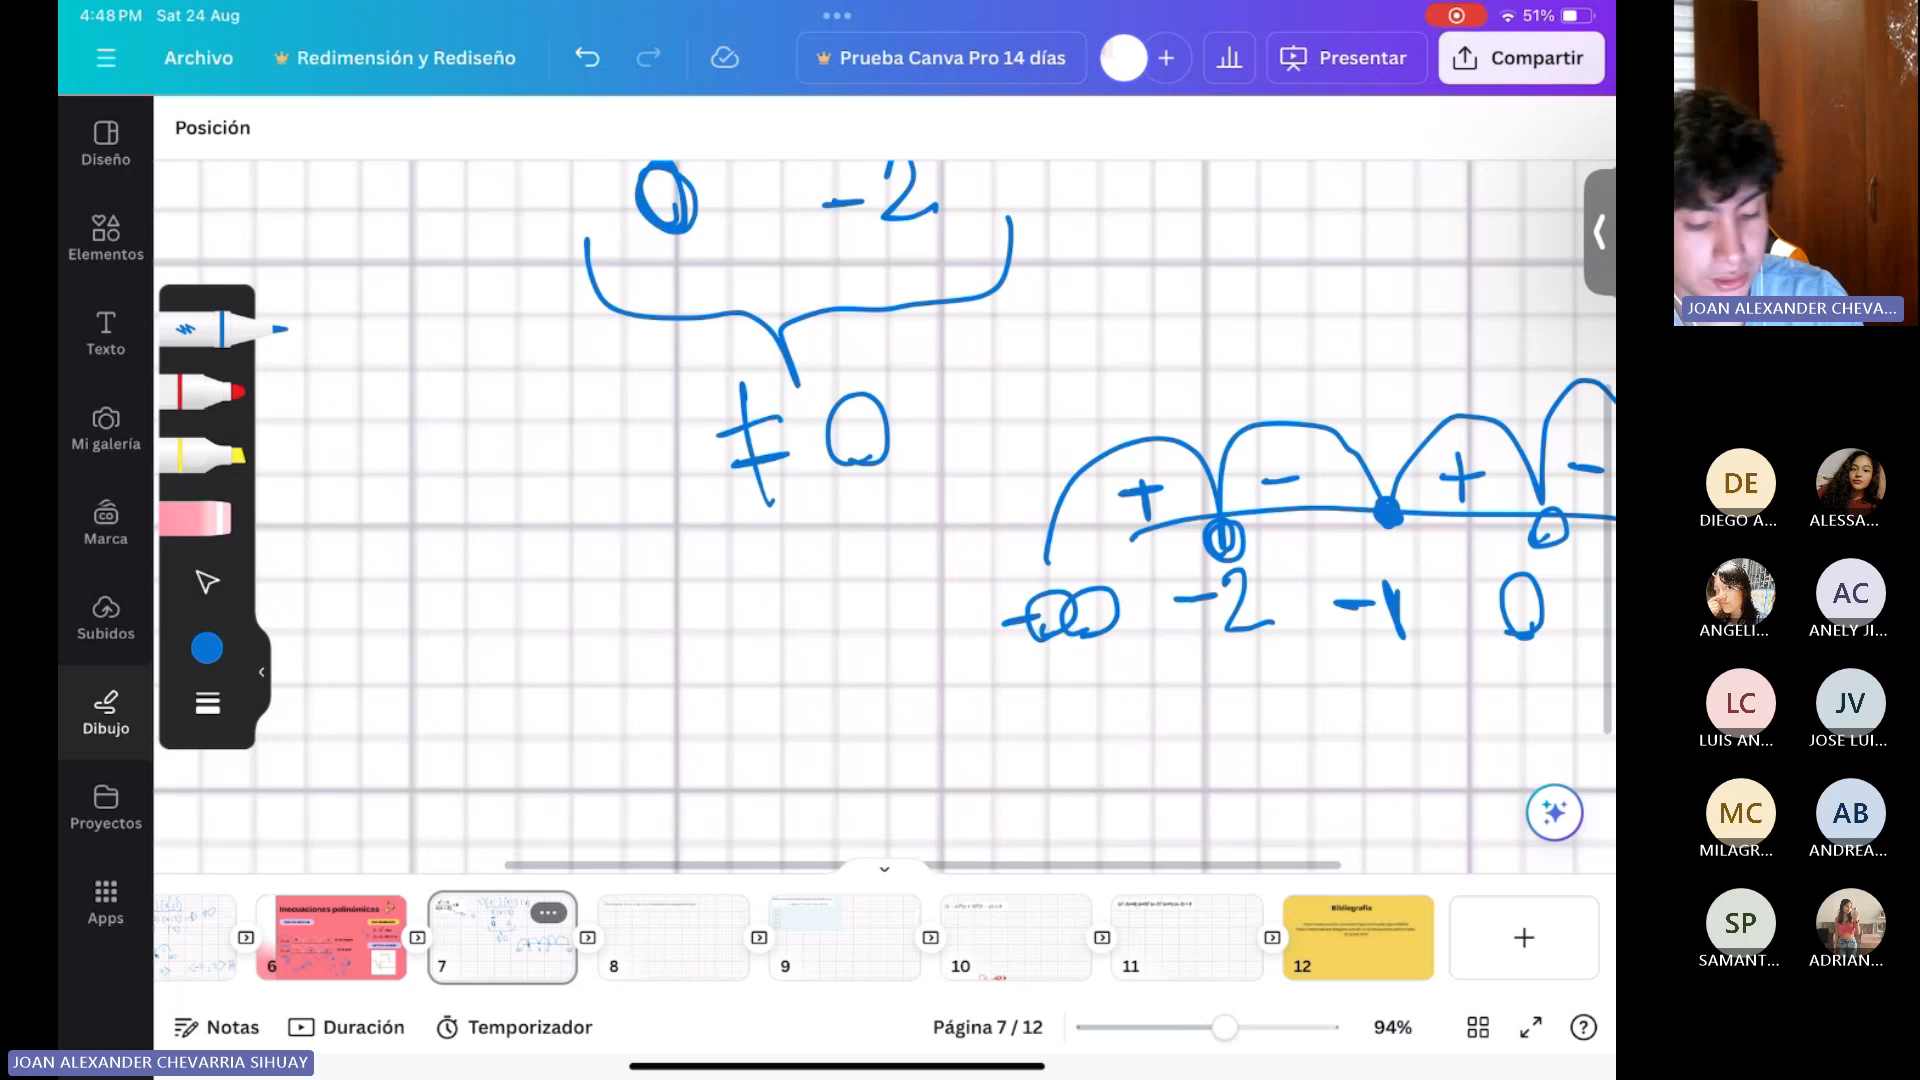 4:48 PM Sat 24 Aug
51%
Archivo
Redimensión y Rediseño
Prueba Canva Pro 14 días
Presentar
Compartir
Posición
Diseño
Elementos
Texto
Mi galería
Marca
Subidos
Dibujo
Proyectos
Apps
0 -2
≠ 0
+ - + -
-∞ -2 -1 0
Inecuaciones polinómicas
Bibliografía
6 7 8 9 10 11 12
Notas
Duración
Temporizador
Página 7 / 12
94%
JOAN ALEXANDER CHEVARRIA SIHUAY
JOAN ALEXANDER CHEVA...
DE
DIEGO A...
ALESSA...
ANGELI...
AC
ANELY JI...
LC
LUIS AN...
JV
JOSE LUI...
MC
MILAGR...
AB
ANDREA...
SP
SAMANT...
ADRIAN...